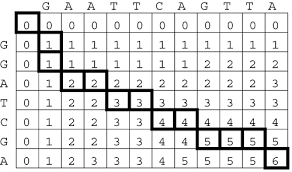 G A A T T C A G T T A
0 0 0 0 0 0 0 0 0 0 0 0
G 0 1 1 1 1 1 1 1 1 1 1 1
G 0 1 1 1 1 1 1 1 2 2 2 2
A 0 1 2 2 2 2 2 2 2 2 2 3
T 0 1 2 2 3 3 3 3 3 3 3 3
C 0 1 2 2 3 3 4 4 4 4 4 4
G 0 1 2 2 3 3 4 4 5 5 5 5
A 0 1 2 3 3 3 4 5 5 5 5 6